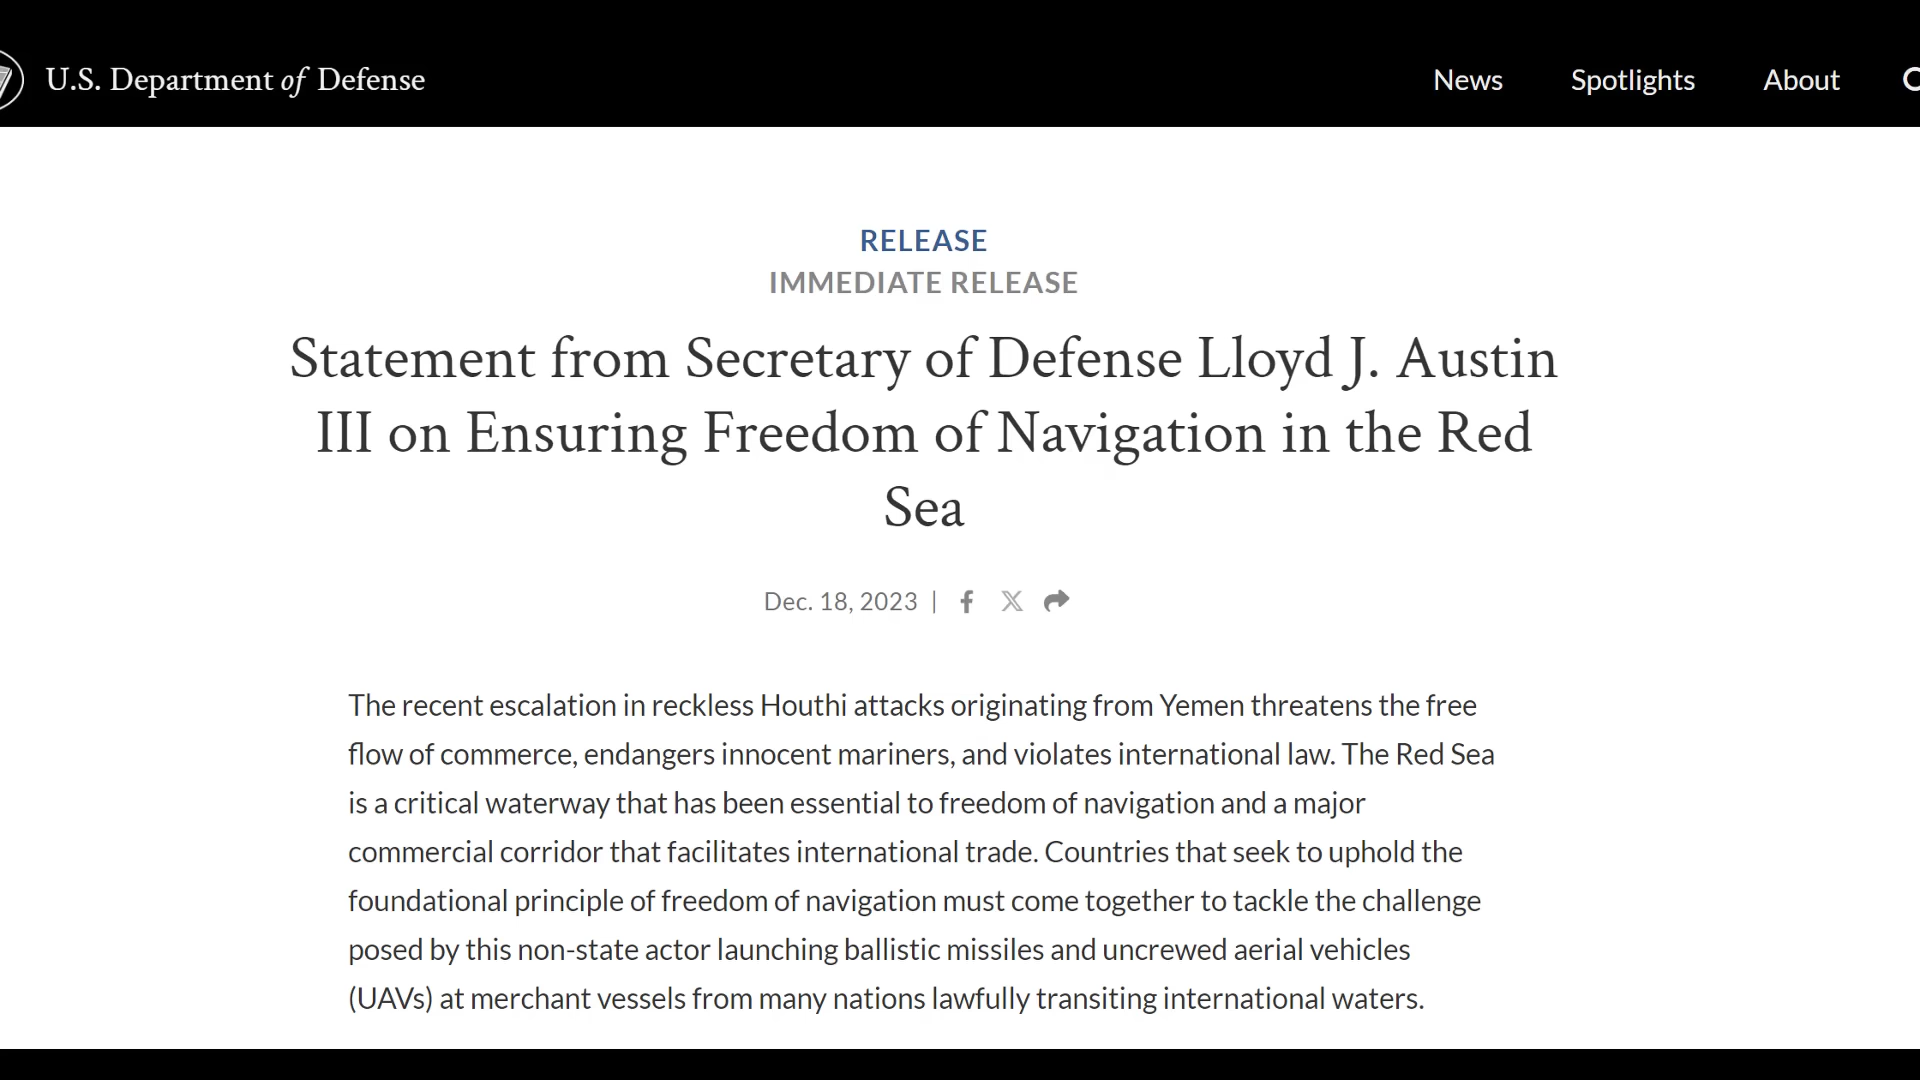 U.S. Department of Defense
News
Spotlights
About
RELEASE
IMMEDIATE RELEASE
Statement from Secretary of Defense Lloyd J. Austin
III on Ensuring Freedom of Navigation in the Red
Sea
Dec. 18, 2023 |
The recent escalation in reckless Houthi attacks originating from Yemen threatens the free
flow of commerce, endangers innocent mariners, and violates international law. The Red Sea
is a critical waterway that has been essential to freedom of navigation and a major
commercial corridor that facilitates international trade. Countries that seek to uphold the
foundational principle of freedom of navigation must come together to tackle the challenge
posed by this non-state actor launching ballistic missiles and uncrewed aerial vehicles
(UAVs) at merchant vessels from many nations lawfully transiting international waters.